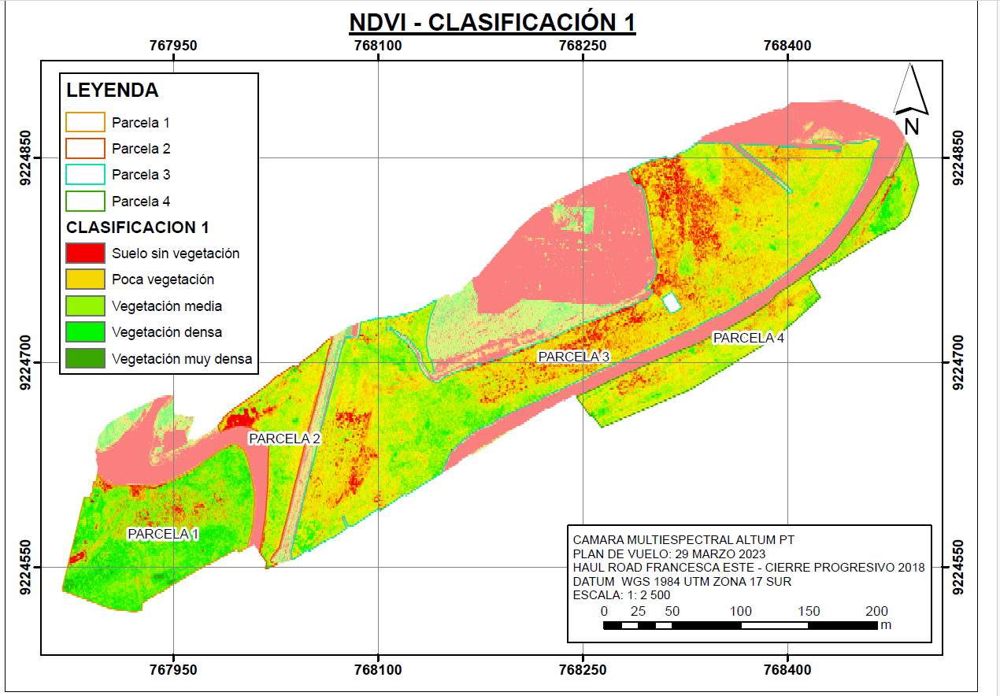 NDVI - CLASIFICACIÓN 1
767950 768100 768250 768400
LEYENDA
Parcela 1
Parcela 2
Parcela 3
Parcela 4
CLASIFICACION 1
Suelo sin vegetación
Poca vegetación
Vegetación media
Vegetación densa
Vegetación muy densa
9224850
9224700
9224550
N
9224850
9224700
9224550
PARCELA 4
PARCELA 3
PARCELA 2
PARCELA 1
CAMARA MULTIESPECTRAL ALTUM PT
PLAN DE VUELO: 29 MARZO 2023
HAUL ROAD FRANCESCA ESTE - CIERRE PROGRESIVO 2018
DATUM WGS 1984 UTM ZONA 17 SUR
ESCALA: 1: 2 500
0 25 50 100 150 200
m
767950 768100 768250 768400